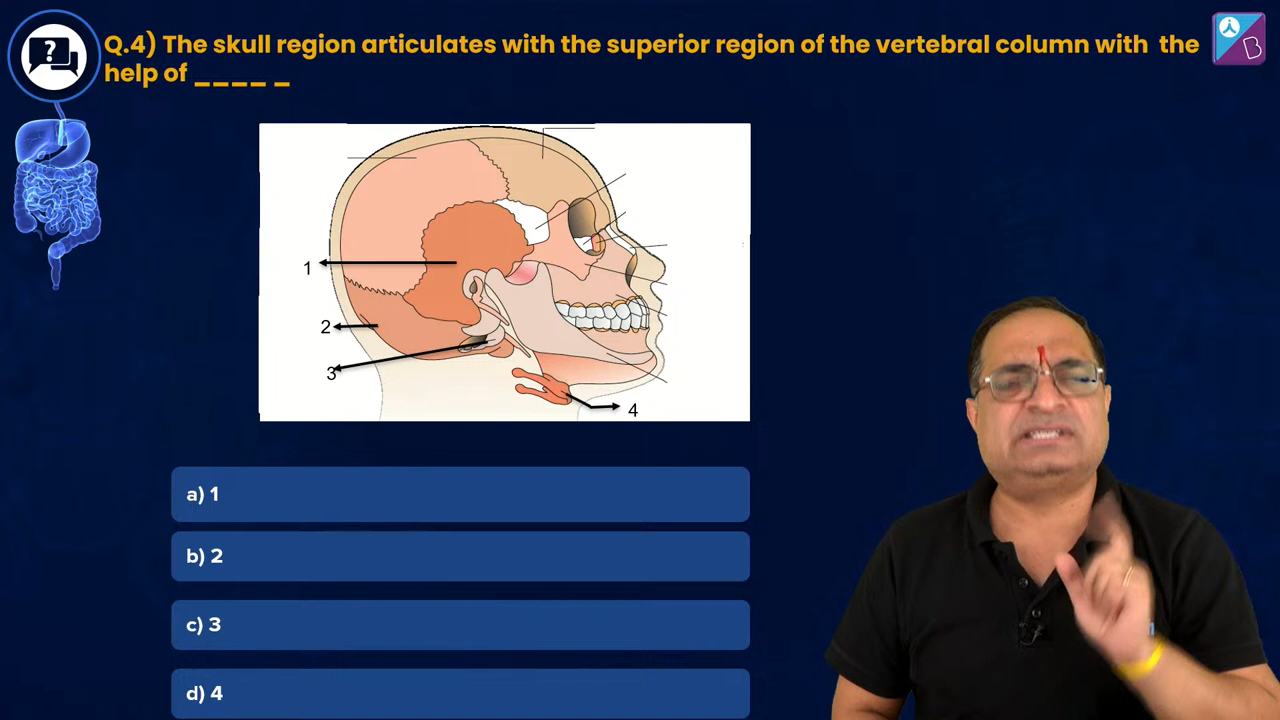 Q.4) The skull region articulates with the superior region of the vertebral column with the
help of _ _ _ _ _
1
2
3
4
a) 1
b) 2
c) 3
d) 4
?
B